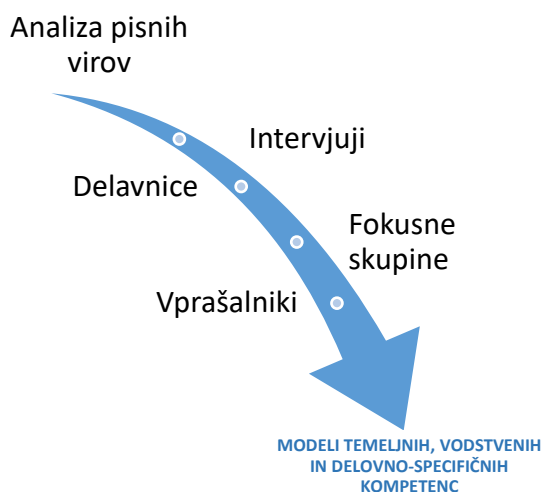 Analiza pisnih
virov
Intervjuji
Delavnice
Fokusne
skupine
Vprašalniki
MODELI TEMELJNIH, VODSTVENIH
IN DELOVNO-SPECIFIČNIH
KOMPETENC